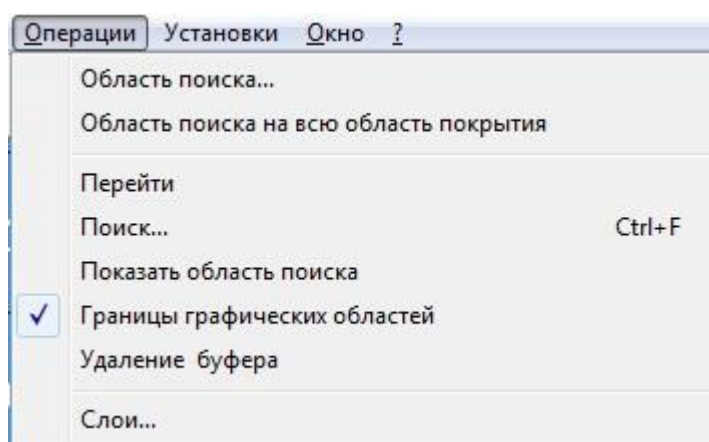 Операции Установки Окно ?
Область поиска...
Область поиска на всю область покрытия
Перейти
Поиск... Ctrl+F
Показать область поиска
Границы графических областей
Удаление буфера
Слои...